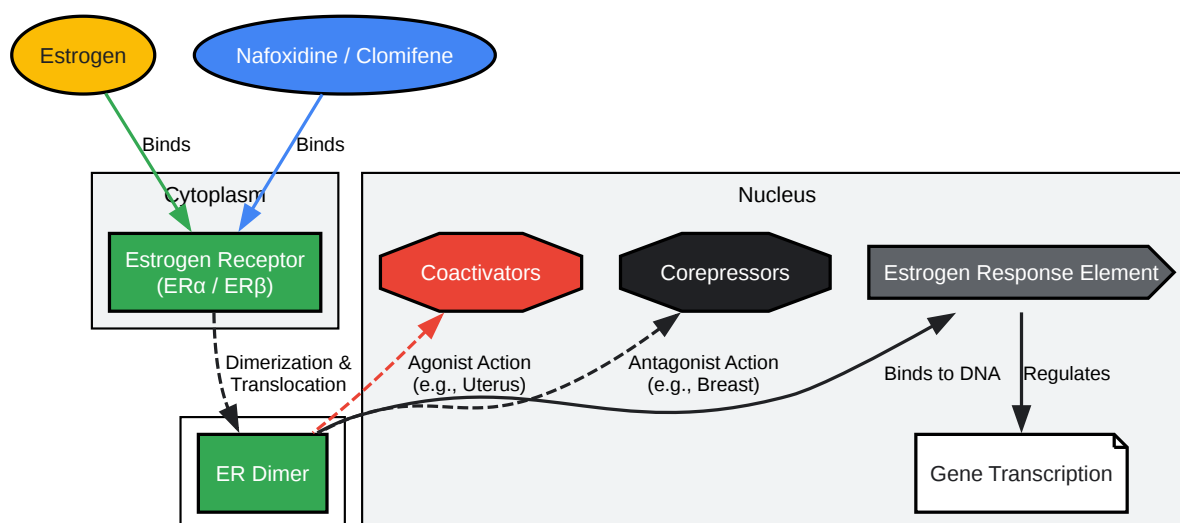 Estrogen
Nafoxidine / Clomifene
Binds
Binds
Cytoplasm
Nucleus
Estrogen Receptor
(ERα / ERβ)
Coactivators
Corepressors
Estrogen Response Element
Dimerization &
Translocation
Agonist Action
(e.g., Uterus)
Antagonist Action
(e.g., Breast)
Binds to DNA
Regulates
ER Dimer
Gene Transcription